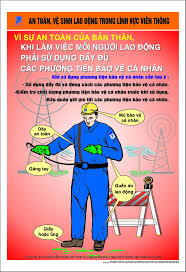 AN TOÀN, VỆ SINH LAO ĐỘNG TRONG LĨNH VỰC VIỄN THÔNG
VÌ SỰ AN TOÀN CỦA BẢN THÂN,
KHI LÀM VIỆC MỖI NGƯỜI LAO ĐỘNG
PHẢI SỬ DỤNG ĐẦY ĐỦ
CÁC PHƯƠNG TIỆN BẢO VỆ CÁ NHÂN
Khi sử dụng phương tiện bảo vệ cá nhân cần lưu ý :
- Sử dụng đầy đủ và đúng cách các phương tiện bảo vệ cá nhân.
- Kiểm tra chất lượng phương tiện bảo vệ cá nhân trước khi sử dụng.
- Bảo quản giữ gìn tốt các phương tiện bảo vệ cá nhân.
Mũ bảo vệ
cá nhân
Dây
an toàn
Găng tay
Quần áo
lao động
Giầy
hoặc ủng